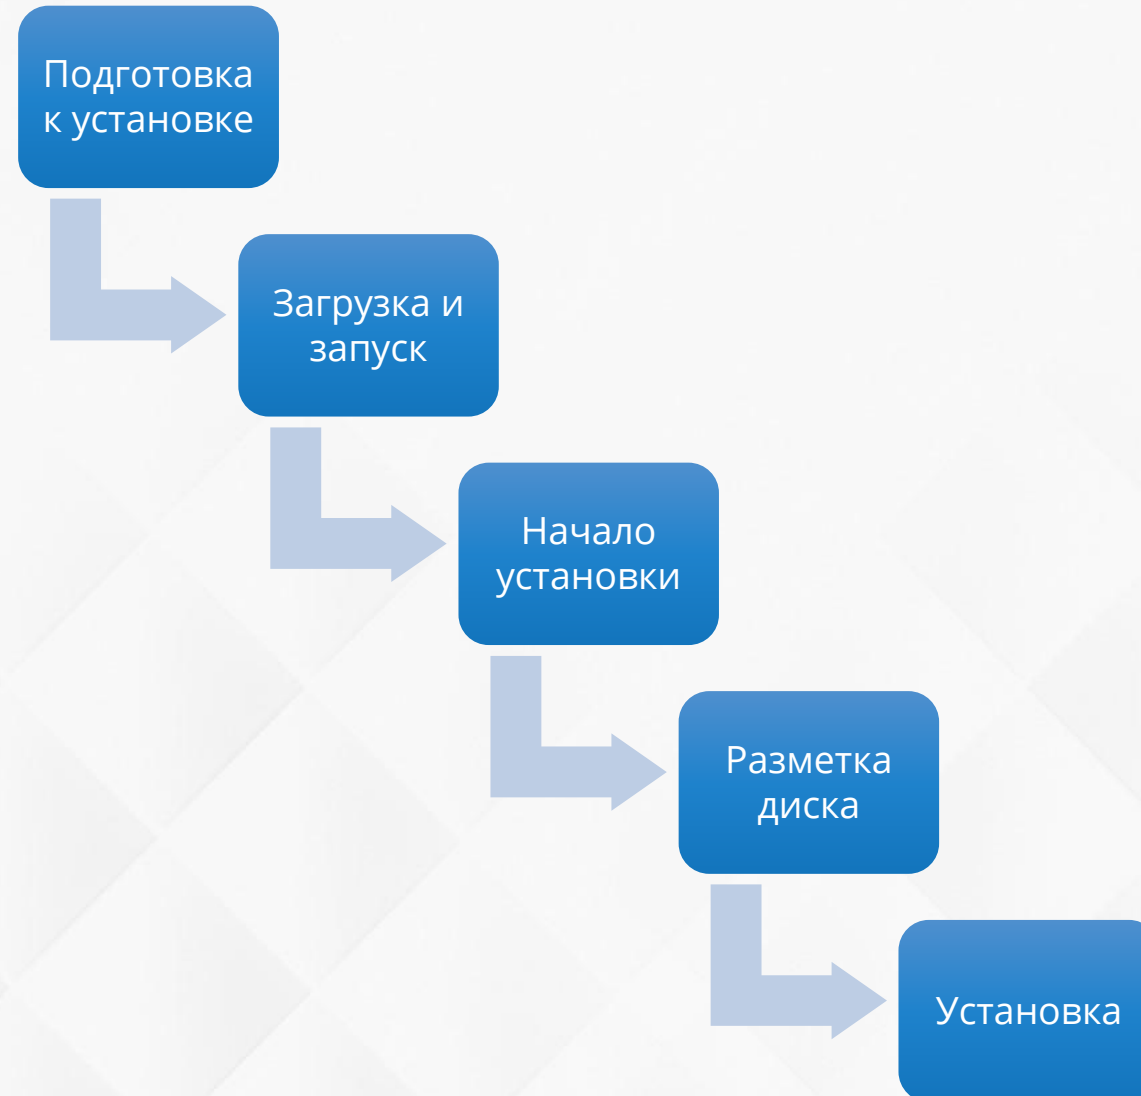 Подготовка
к установке
Загрузка и
запуск
Начало
установки
Разметка
диска
Установка